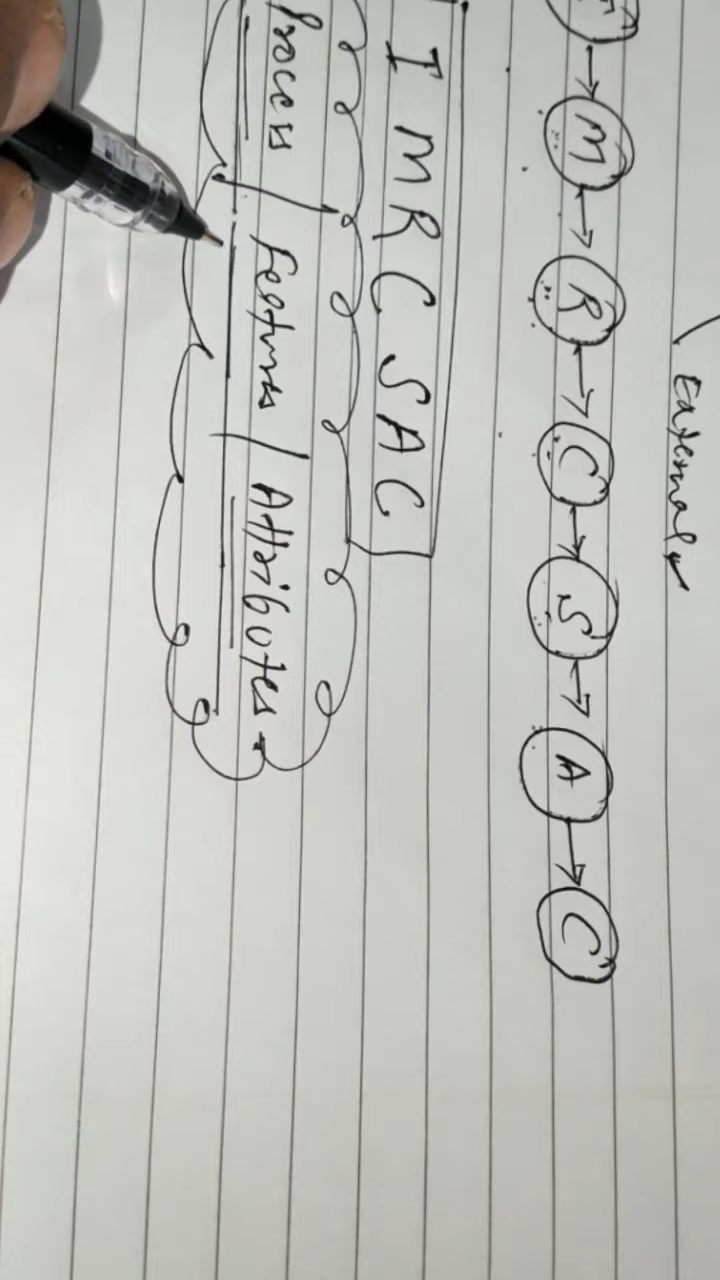 External
M → R → C → S → A → C
I M R C S A C
Process / features / Attributes